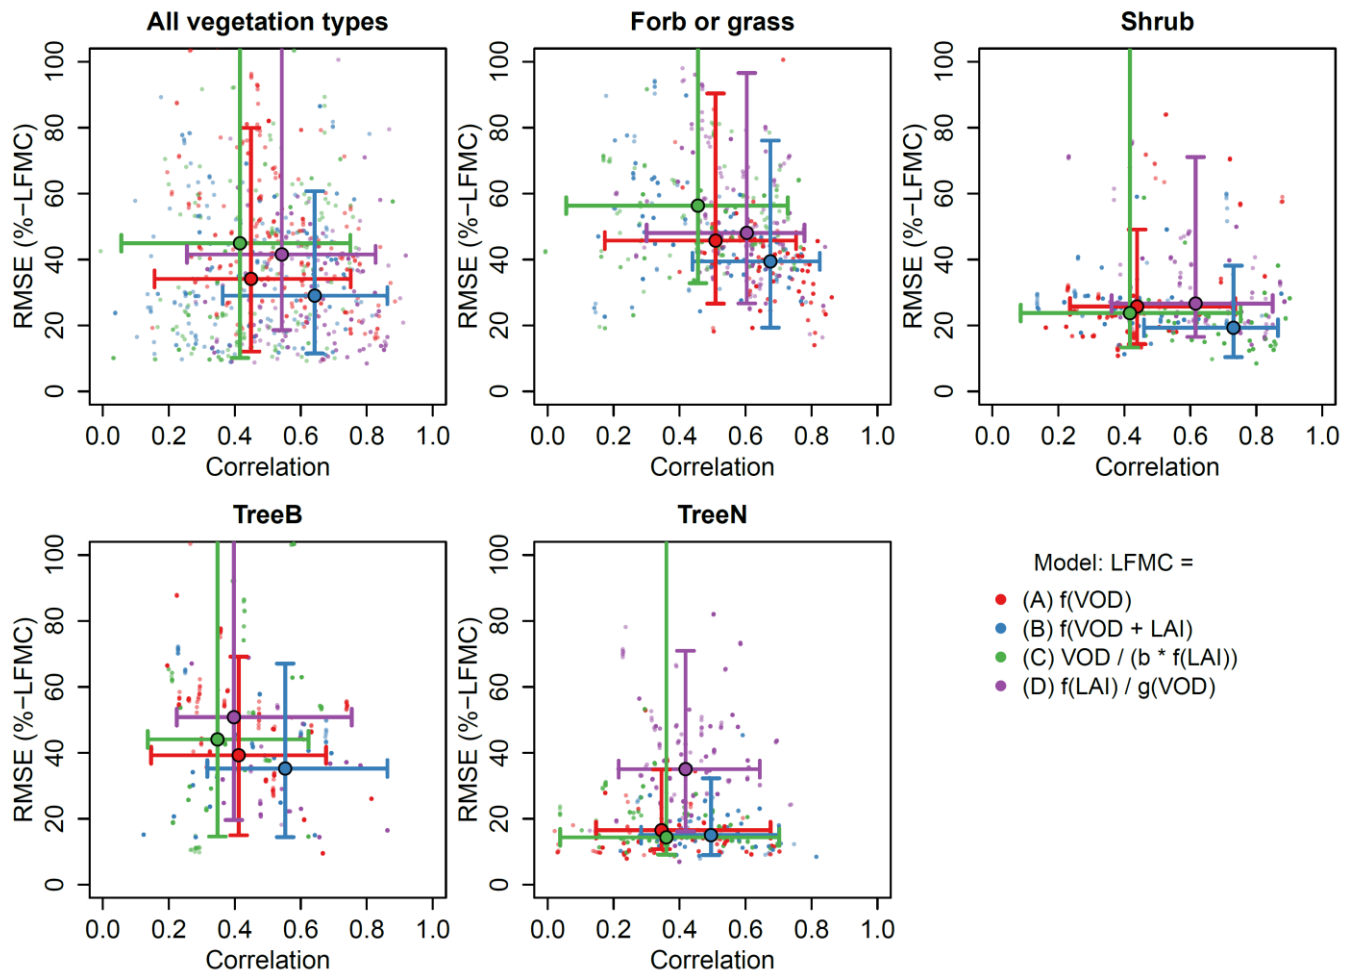 All vegetation types
RMSE (%-LFMC)
100
80
60
40
20
0
0.0 0.2 0.4 0.6 0.8 1.0
Correlation
Forb or grass
RMSE (%-LFMC)
100
80
60
40
20
0
0.0 0.2 0.4 0.6 0.8 1.0
Correlation
Shrub
RMSE (%-LFMC)
100
80
60
40
20
0
0.0 0.2 0.4 0.6 0.8 1.0
Correlation
TreeB
RMSE (%-LFMC)
100
80
60
40
20
0
0.0 0.2 0.4 0.6 0.8 1.0
Correlation
TreeN
RMSE (%-LFMC)
100
80
60
40
20
0
0.0 0.2 0.4 0.6 0.8 1.0
Correlation
Model: LFMC =
(A) f(VOD)
(B) f(VOD + LAI)
(C) VOD / (b * f(LAI))
(D) f(LAI) / g(VOD)